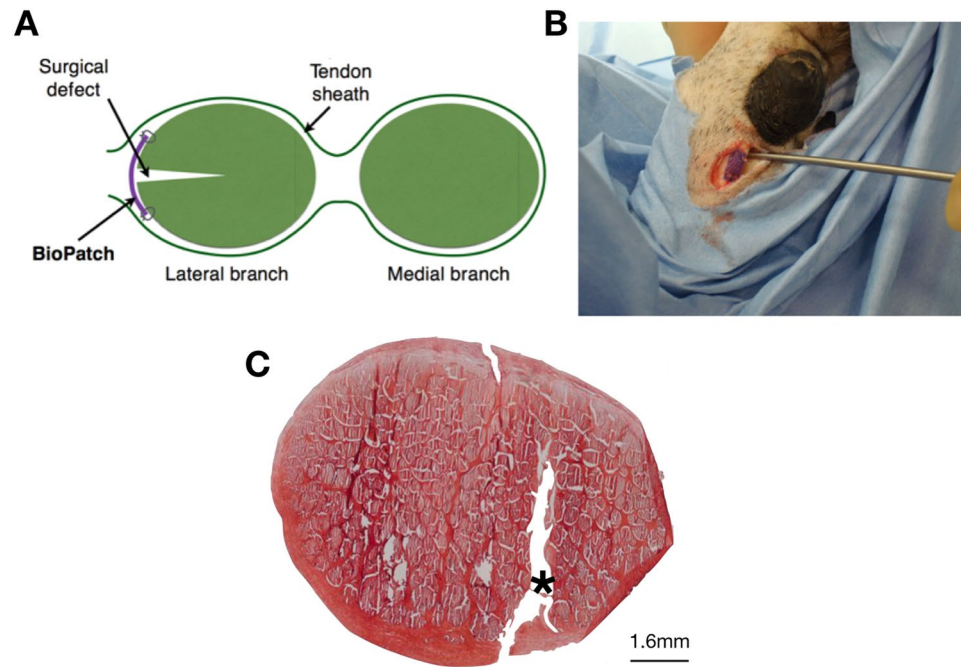 A
Surgical
defect
Tendon
sheath
BioPatch
Lateral branch
Medial branch
B
C
*
1.6mm